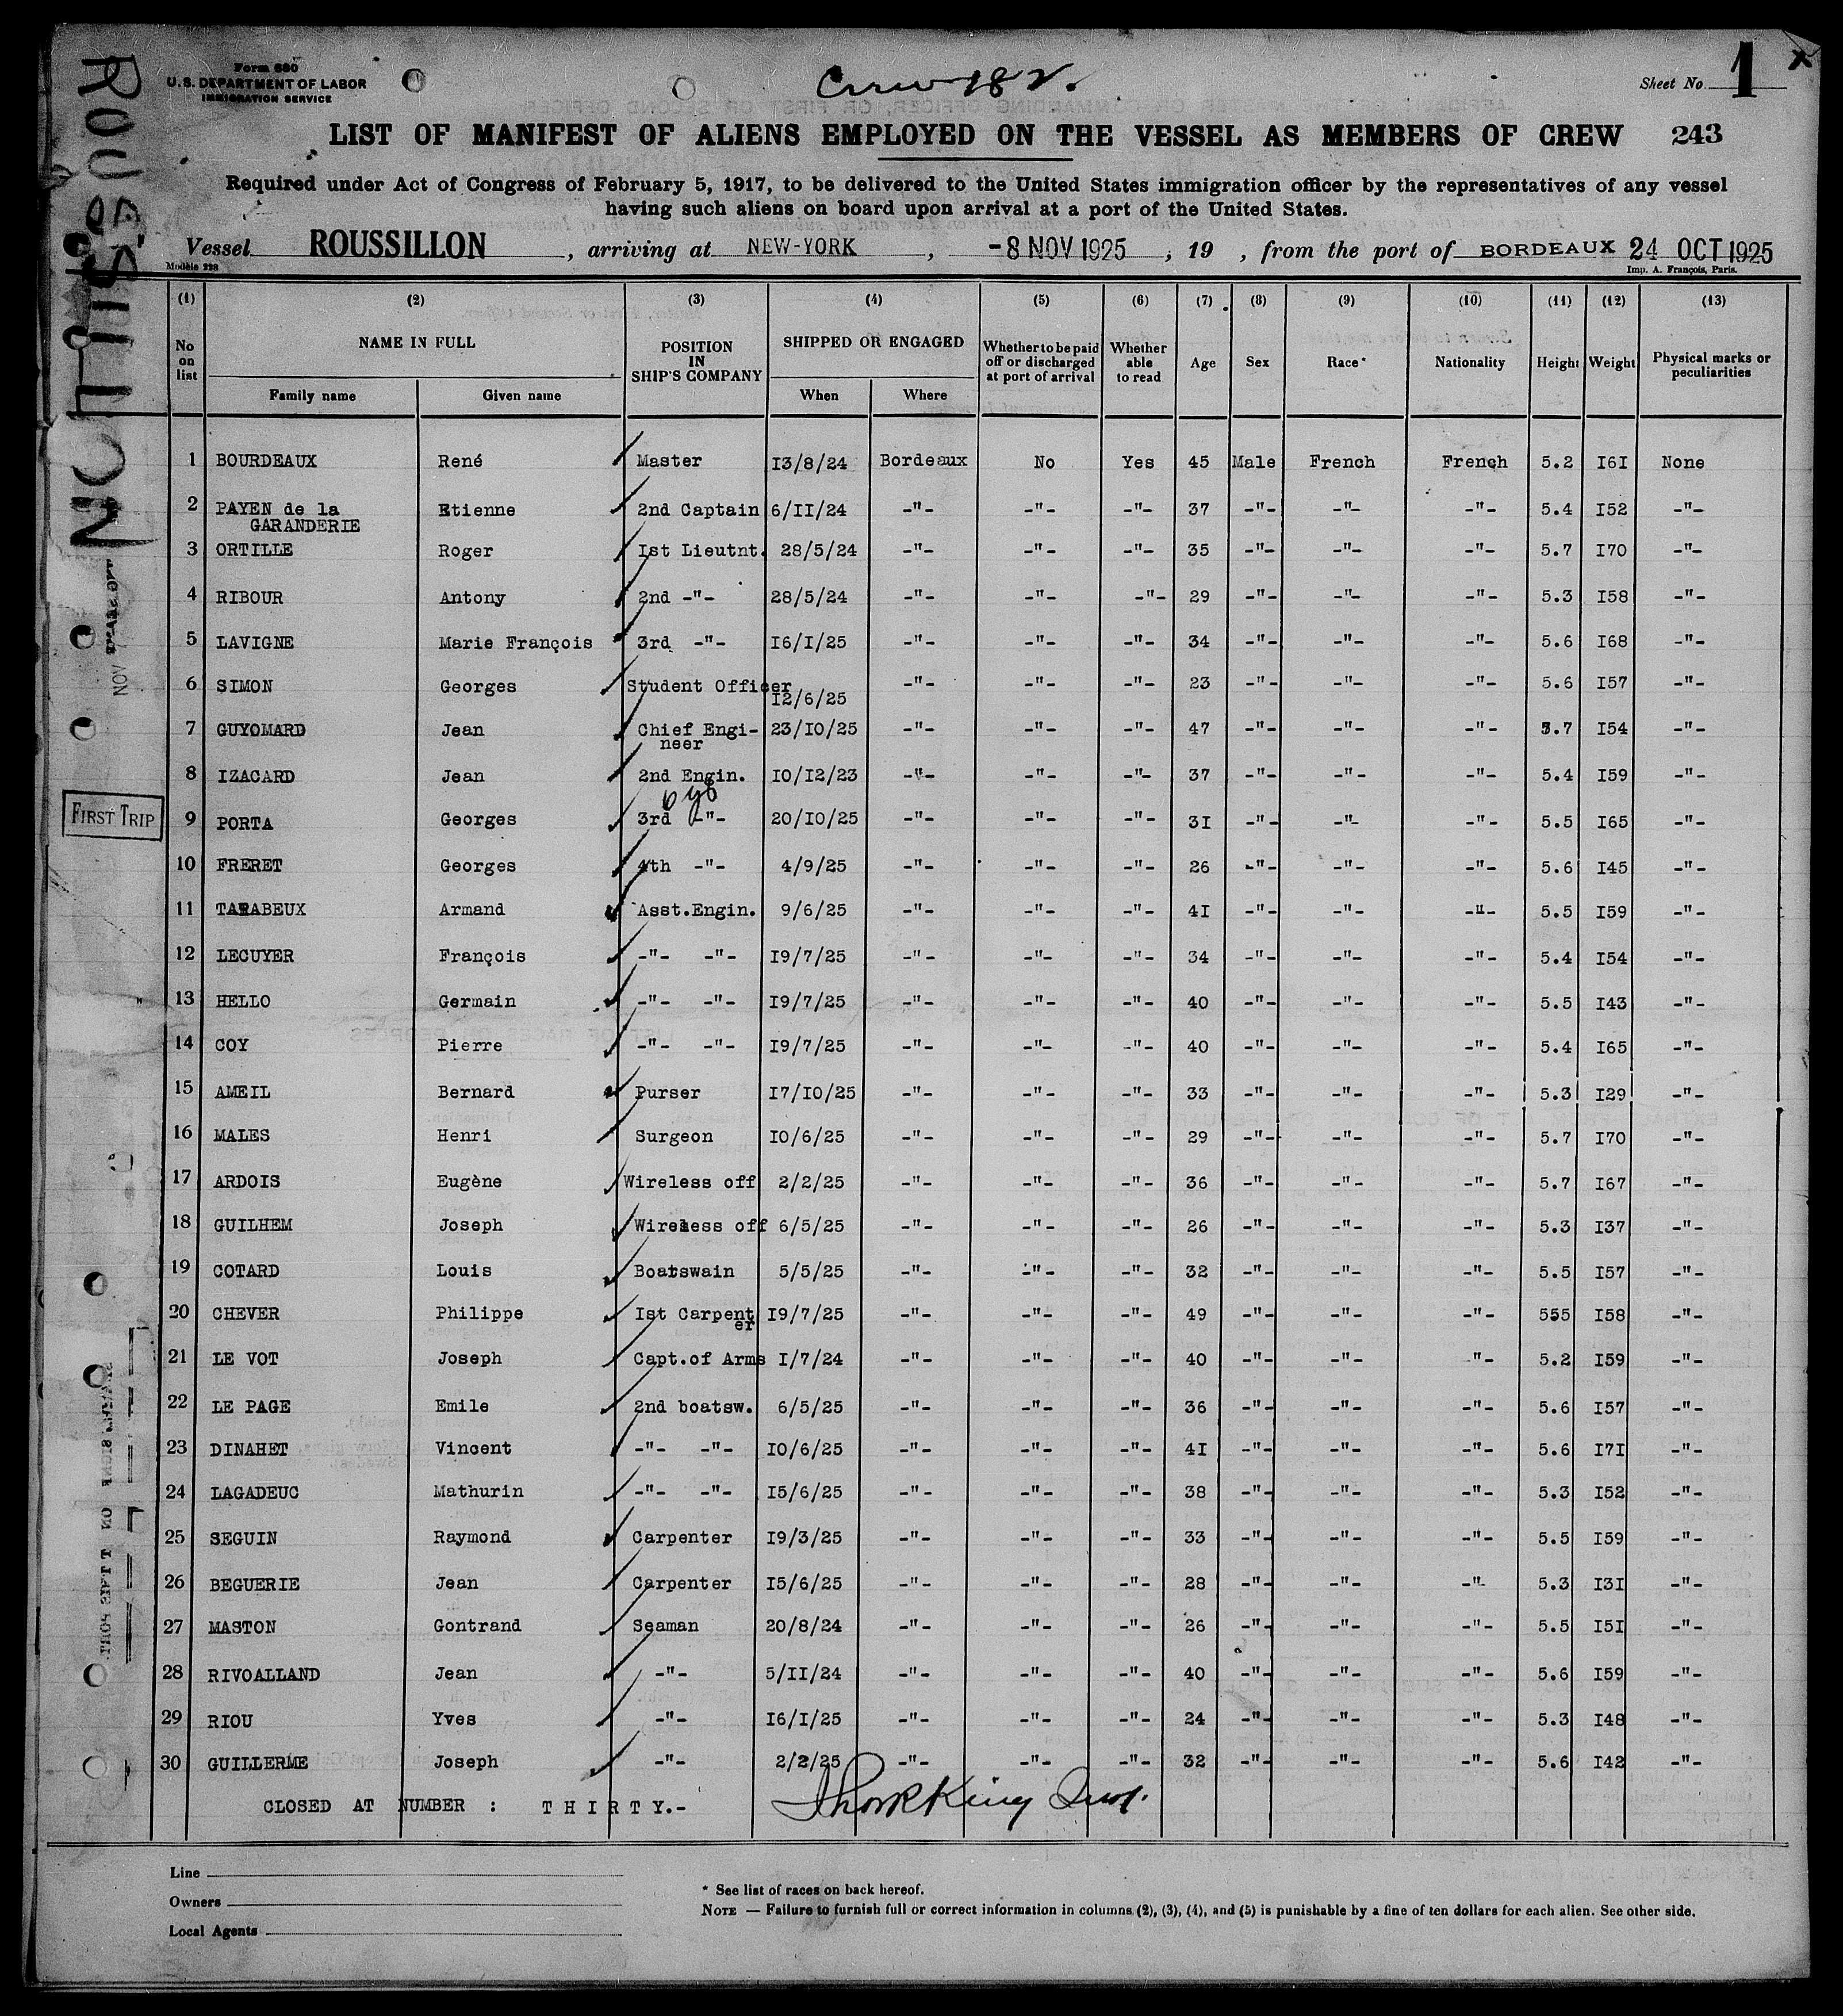 Form 680
U.S. DEPARTMENT OF LABOR
IMMIGRATION SERVICE
Crew 182.
Sheet No. 1
LIST OF MANIFEST OF ALIENS EMPLOYED ON THE VESSEL AS MEMBERS OF CREW 243
Required under Act of Congress of February 5, 1917, to be delivered to the United States immigration officer by the representatives of any vessel
having such aliens on board upon arrival at a port of the United States.
Vessel ROUSSILLON, arriving at NEW-YORK, -8 NOV 1925, 19 , from the port of BORDEAUX 24 OCT 1925
Modèle 228
Imp. A. François, Paris.
(1) (2) (3) (4) (5) (6) (7) (8) (9) (10) (11) (12) (13)
No on list NAME IN FULL POSITION IN SHIP'S COMPANY SHIPPED OR ENGAGED Whether to be paid off or discharged at port of arrival Whether able to read Age Sex Race* Nationality Height Weight Physical marks or peculiarities
Family name Given name When Where
1 BOURDEAUX René Master 13/8/24 Bordeaux No Yes 45 Male French French 5.2 I6I None
2 PAYEN de la GARANDERIE Etienne 2nd Captain 6/II/24 -"- -"- -"- 37 -"- -"- -"- 5.4 I52 -"-
3 ORTILLE Roger Ist Lieutnt. 28/5/24 -"- -"- -"- 35 -"- -"- -"- 5.7 I70 -"-
4 RIBOUR Antony 2nd -"- 28/5/24 -"- -"- -"- 29 -"- -"- -"- 5.3 I58 -"-
5 LAVIGNE Marie François 3rd -"- I6/I/25 -"- -"- -"- 34 -"- -"- -"- 5.6 I68 -"-
6 SIMON Georges Student Officer I2/6/25 -"- -"- -"- 23 -"- -"- -"- 5.6 I57 -"-
7 GUYOMARD Jean Chief Engineer 23/IO/25 -"- -"- -"- 47 -"- -"- -"- 5.7 I54 -"-
8 IZACARD Jean 2nd Engin. IO/I2/23 -"- -"- -"- 37 -"- -"- -"- 5.4 I59 -"-
FIRST TRIP
9 PORTA Georges 3rd -"- 20/IO/25 -"- -"- -"- 3I -"- -"- -"- 5.5 I65 -"-
10 FRERET Georges 4th -"- 4/9/25 -"- -"- -"- 26 -"- -"- -"- 5.6 I45 -"-
11 TARABEUX Armand Asst.Engin. 9/6/25 -"- -"- -"- 4I -"- -"- -"- 5.5 I59 -"-
12 LECUYER François -"- -"- I9/7/25 -"- -"- -"- 34 -"- -"- -"- 5.4 I54 -"-
13 HELLO Germain -"- -"- I9/7/25 -"- -"- -"- 40 -"- -"- -"- 5.5 I43 -"-
14 COY Pierre -"- -"- I9/7/25 -"- -"- -"- 40 -"- -"- -"- 5.4 I65 -"-
15 AMEIL Bernard Purser I7/IO/25 -"- -"- -"- 33 -"- -"- -"- 5.3 I29 -"-
16 MALES Henri Surgeon IO/6/25 -"- -"- -"- 29 -"- -"- -"- 5.7 I70 -"-
17 ARDOIS Eugène Wireless off 2/2/25 -"- -"- -"- 36 -"- -"- -"- 5.7 I67 -"-
18 GUILHEM Joseph Wireless off 6/5/25 -"- -"- -"- 26 -"- -"- -"- 5.3 I37 -"-
19 COTARD Louis Boatswain 5/5/25 -"- -"- -"- 32 -"- -"- -"- 5.5 I57 -"-
20 CHEVER Philippe Ist Carpenter I9/7/25 -"- -"- -"- 49 -"- -"- -"- 555 I58 -"-
21 LE VOT Joseph Capt.of Arms I/7/24 -"- -"- -"- 40 -"- -"- -"- 5.2 I59 -"-
22 LE PAGE Emile 2nd boatsw. 6/5/25 -"- -"- -"- 36 -"- -"- -"- 5.6 I57 -"-
23 DINAHET Vincent -"- -"- IO/6/25 -"- -"- -"- 4I -"- -"- -"- 5.6 I7I -"-
24 LAGADEUC Mathurin -"- -"- I5/6/25 -"- -"- -"- 38 -"- -"- -"- 5.3 I52 -"-
25 SEGUIN Raymond Carpenter I9/3/25 -"- -"- -"- 33 -"- -"- -"- 5.5 I59 -"-
26 BEGUERIE Jean Carpenter I5/6/25 -"- -"- -"- 28 -"- -"- -"- 5.3 I3I -"-
27 MASTON Gontrand Seaman 20/8/24 -"- -"- -"- 26 -"- -"- -"- 5.5 I5I -"-
28 RIVOALLAND Jean -"- 5/II/24 -"- -"- -"- 40 -"- -"- -"- 5.6 I59 -"-
29 RIOU Yves -"- I6/I/25 -"- -"- -"- 24 -"- -"- -"- 5.3 I48 -"-
30 GUILLERME Joseph -"- 2/2/25 -"- -"- -"- 32 -"- -"- -"- 5.6 I42 -"-
CLOSED AT NUMBER : T H I R T Y.-
Line
Owners
Local Agents
* See list of races on back hereof.
NOTE — Failure to furnish full or correct information in columns (2), (3), (4), and (5) is punishable by a fine of ten dollars for each alien. See other side.
ROUSSILLON